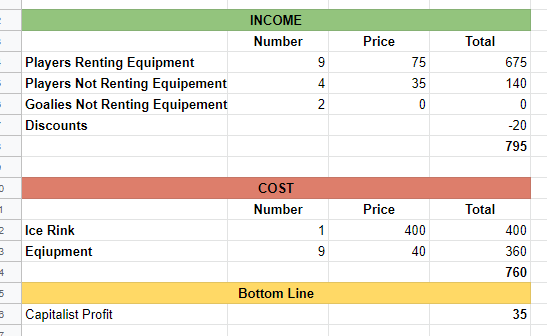 INCOME
Number Price Total
Players Renting Equipment 9 75 675
Players Not Renting Equipement 4 35 140
Goalies Not Renting Equipement 2 0 0
Discounts -20
795
COST
Number Price Total
Ice Rink 1 400 400
Eqiupment 9 40 360
760
Bottom Line
Capitalist Profit 35